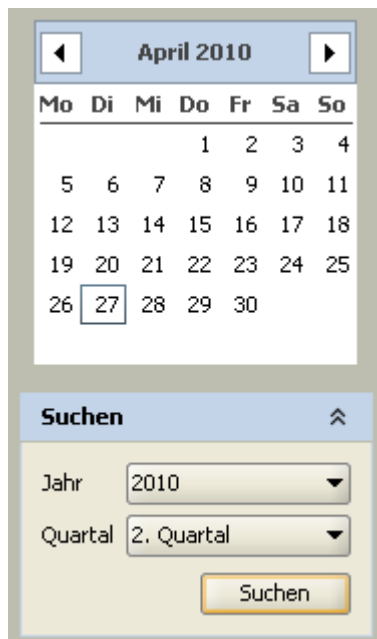 April 2010
Mo Di Mi Do Fr Sa So
1 2 3 4
5 6 7 8 9 10 11
12 13 14 15 16 17 18
19 20 21 22 23 24 25
26 27 28 29 30
Suchen
Jahr 2010
Quartal 2. Quartal
Suchen